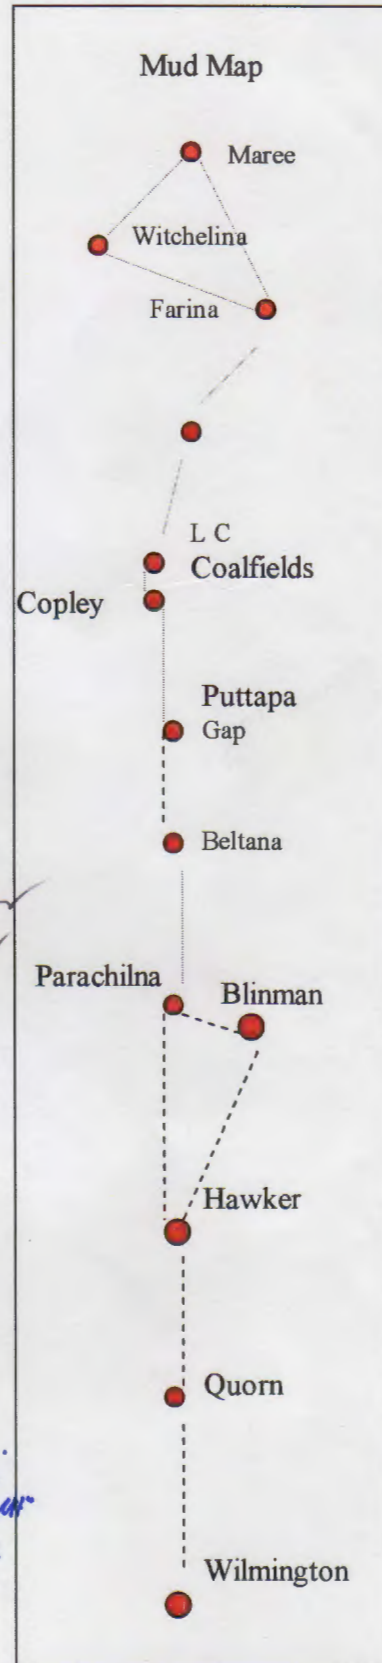 Mud Map
Maree
Witchelina
Farina
L C
Coalfields
Copley
Puttapa
Gap
Beltana
Parachilna
Blinman
Hawker
Quorn
Wilmington